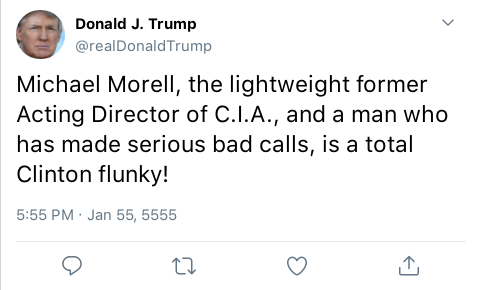 Donald J. Trump
@realDonaldTrump
Michael Morell, the lightweight former
Acting Director of C.I.A., and a man who
has made serious bad calls, is a total
Clinton flunky!
5:55 PM · Jan 55, 5555